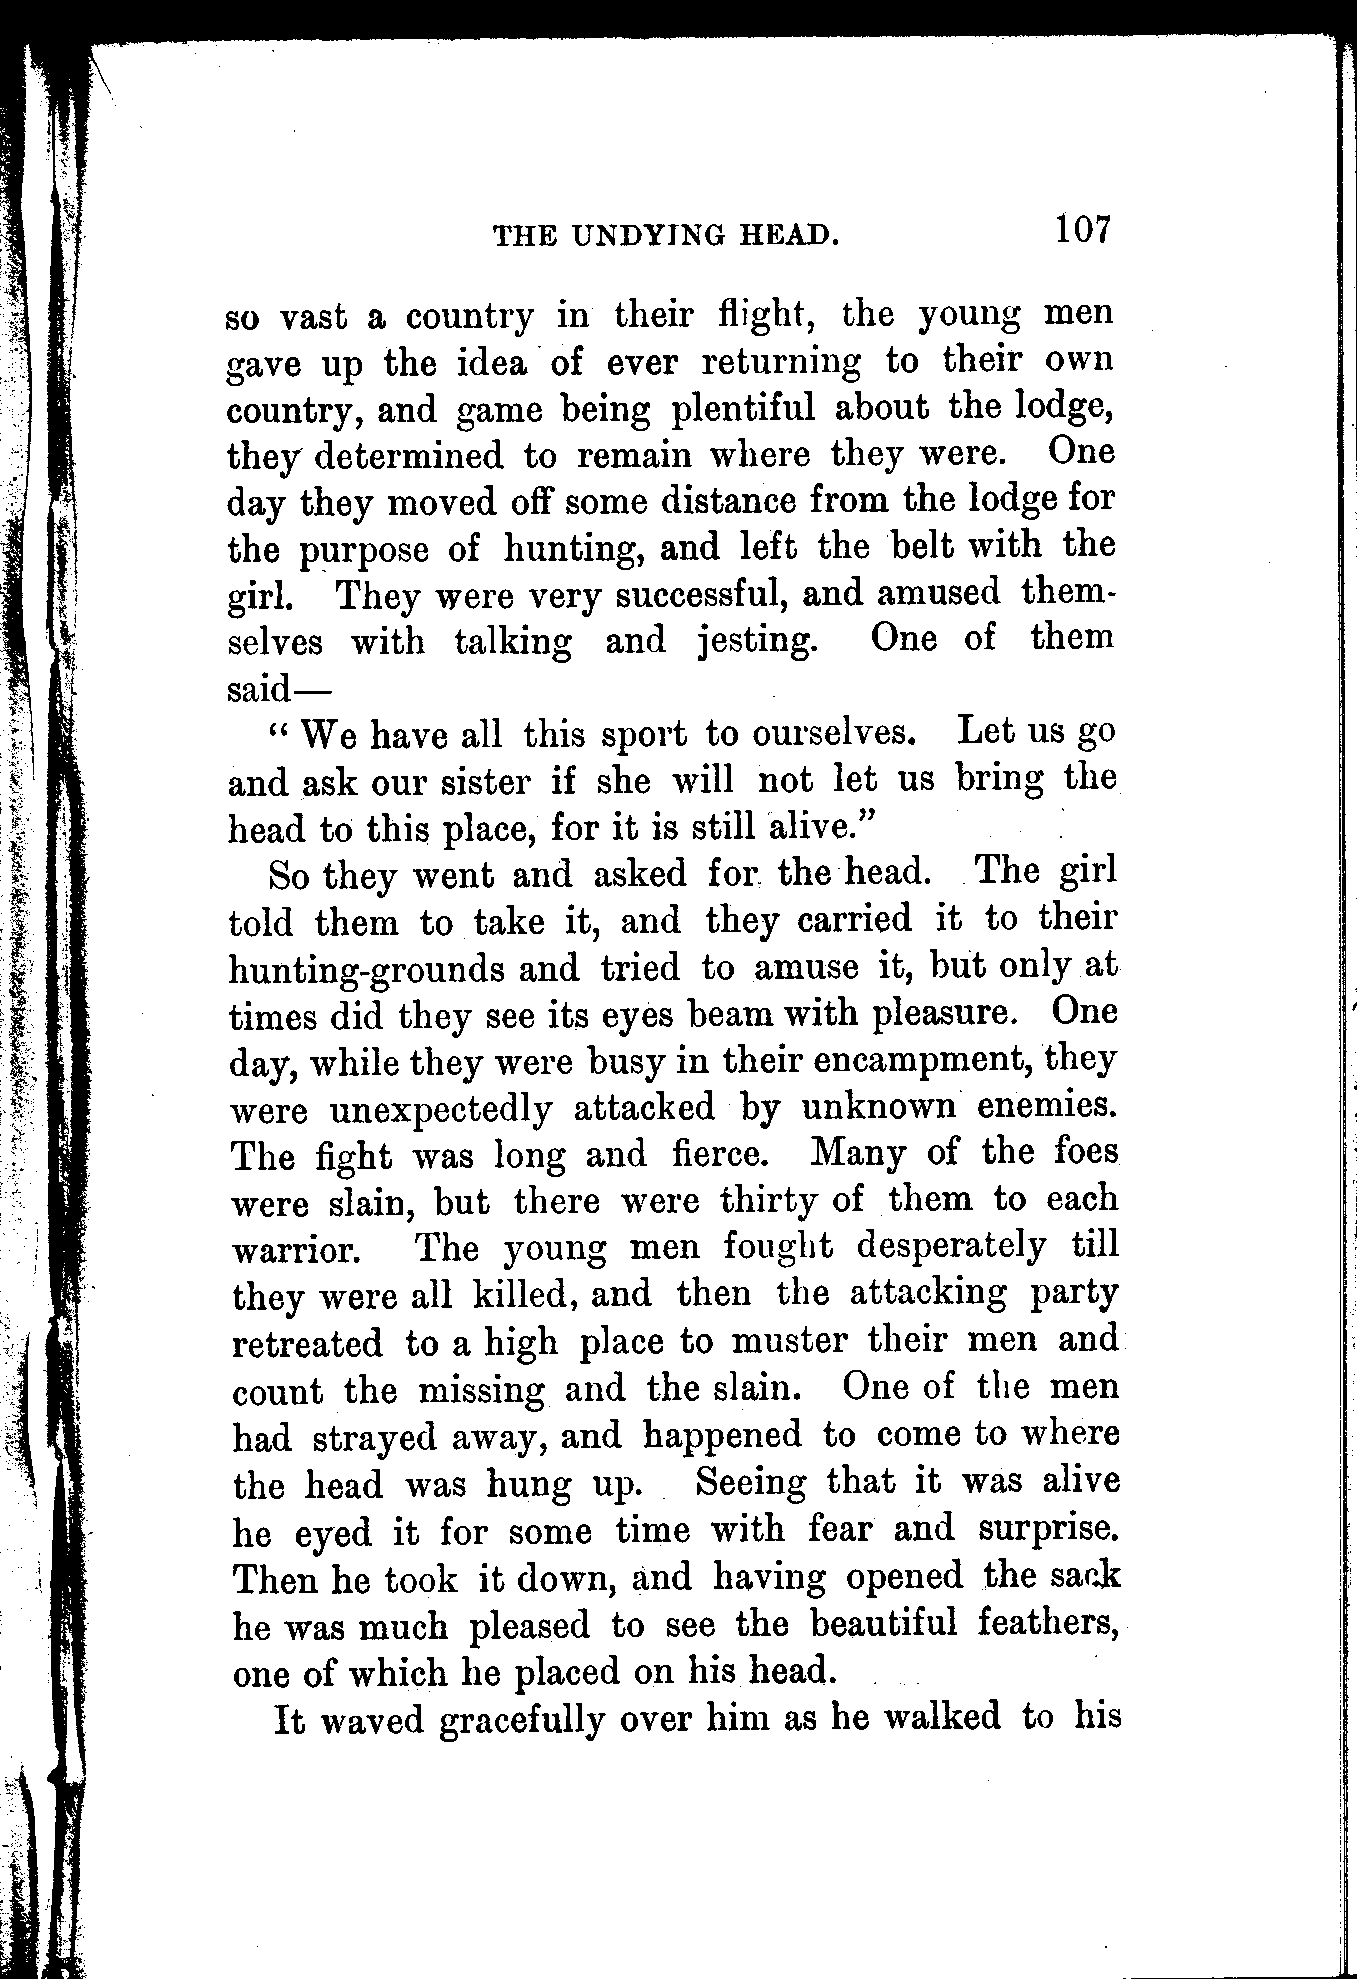 THE UNDYING HEAD. 107
so vast a country in their flight, the young men
gave up the idea of ever returning to their own
country, and game being plentiful about the lodge,
they determined to remain where they were. One
day they moved off some distance from the lodge for
the purpose of hunting, and left the belt with the
girl. They were very successful, and amused them-
selves with talking and jesting. One of them
said—
“ We have all this sport to ourselves. Let us go
and ask our sister if she will not let us bring the
head to this place, for it is still alive.”
So they went and asked for the head. The girl
told them to take it, and they carried it to their
hunting-grounds and tried to amuse it, but only at
times did they see its eyes beam with pleasure. One
day, while they were busy in their encampment, they
were unexpectedly attacked by unknown enemies.
The fight was long and fierce. Many of the foes
were slain, but there were thirty of them to each
warrior. The young men fought desperately till
they were all killed, and then the attacking party
retreated to a high place to muster their men and
count the missing and the slain. One of the men
had strayed away, and happened to come to where
the head was hung up. Seeing that it was alive
he eyed it for some time with fear and surprise.
Then he took it down, and having opened the sack
he was much pleased to see the beautiful feathers,
one of which he placed on his head.
It waved gracefully over him as he walked to his